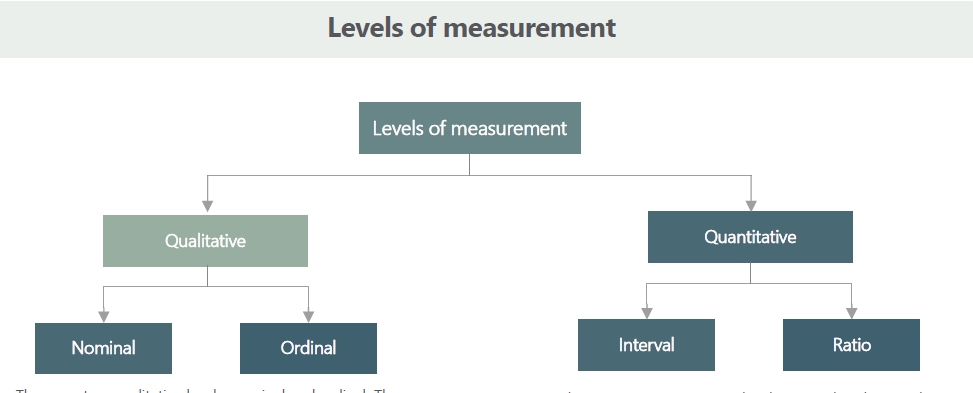 Levels of measurement
Levels of measurement
Qualitative
Quantitative
Nominal
Ordinal
Interval
Ratio